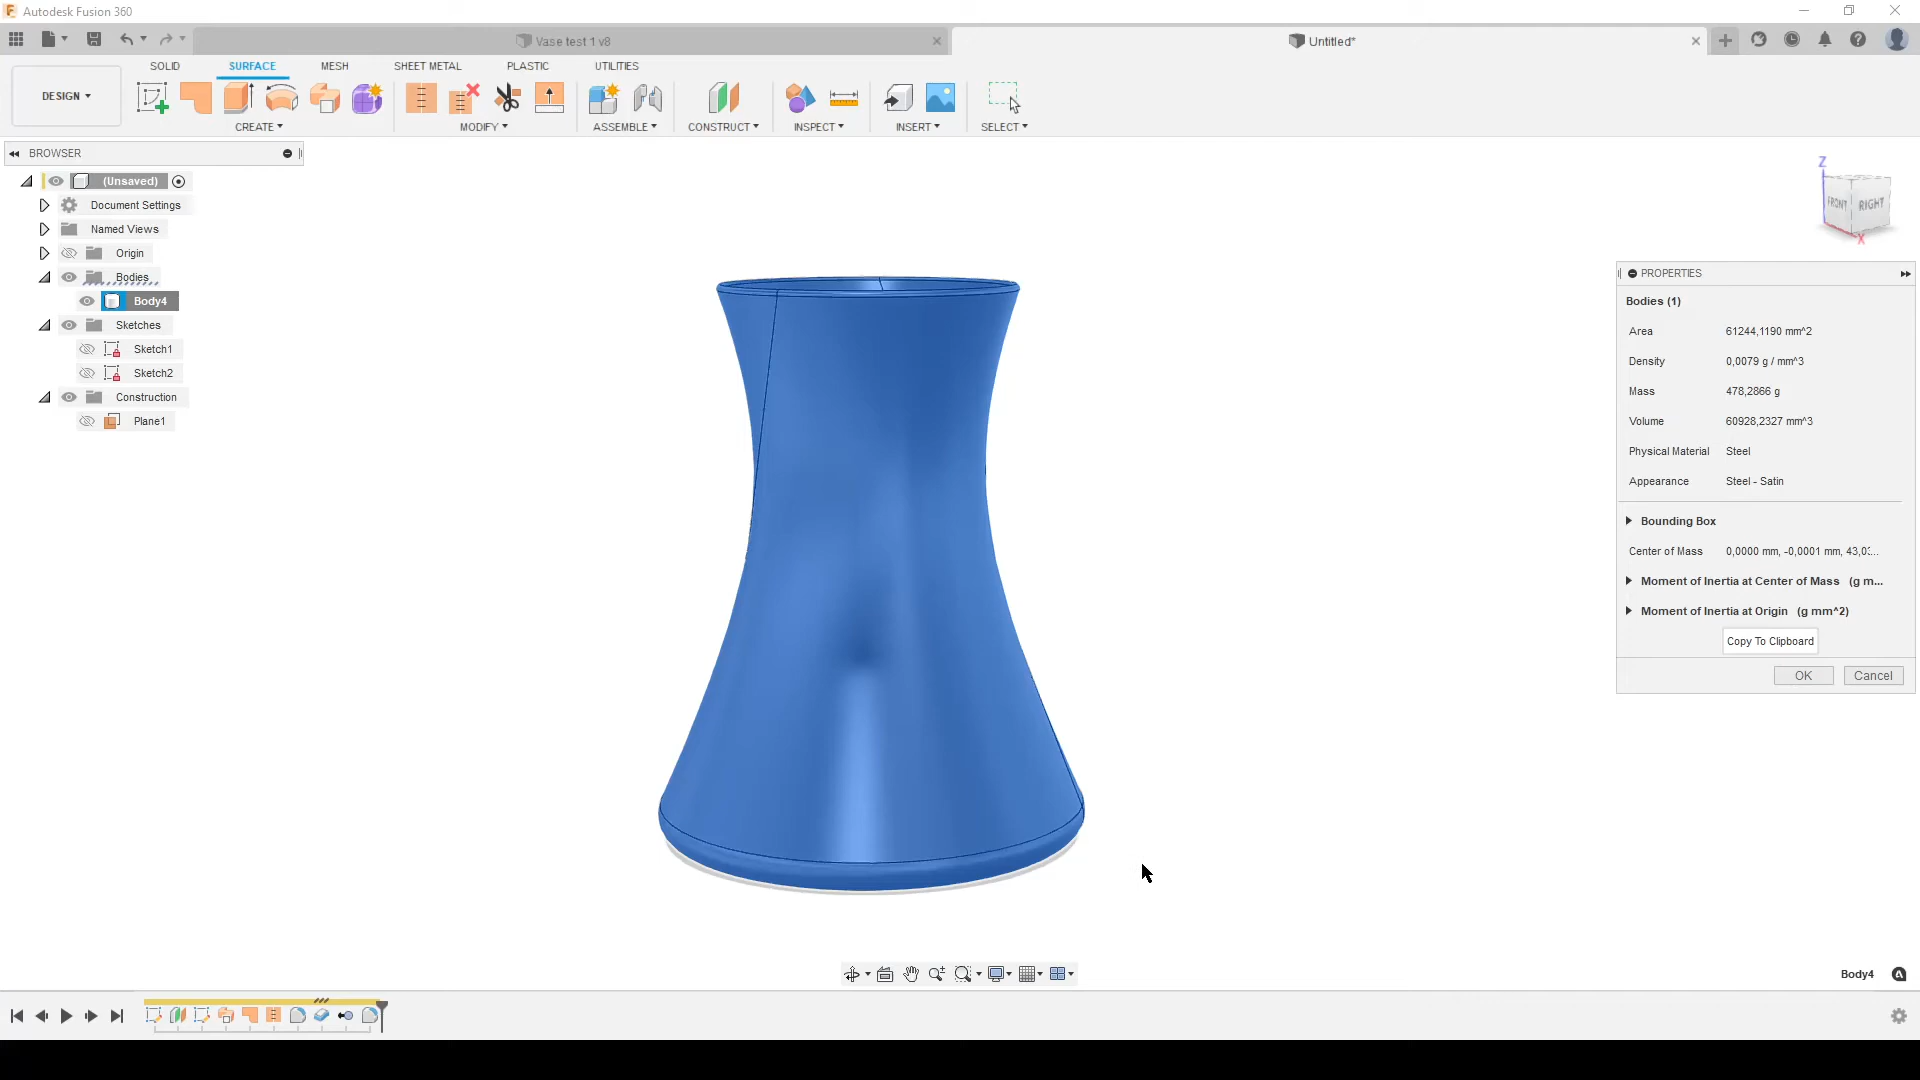 Autodesk Fusion 360
Vase test 1 v8
Untitled*
DESIGN
SOLID
SURFACE
MESH
SHEET METAL
PLASTIC
UTILITIES
CREATE
MODIFY
ASSEMBLE
CONSTRUCT
INSPECT
INSERT
SELECT
BROWSER
(Unsaved)
Document Settings
Named Views
Origin
Bodies
Body4
Sketches
Sketch1
Sketch2
Construction
Plane1
Z
FRONT
RIGHT
X
PROPERTIES
Bodies (1)
Area 61244,1190 mm^2
Density 0,0079 g / mm^3
Mass 478,2866 g
Volume 60928,2327 mm^3
Physical Material Steel
Appearance Steel - Satin
Bounding Box
Center of Mass 0,0000 mm, -0,0001 mm, 43,03...
Moment of Inertia at Center of Mass (g m...
Moment of Inertia at Origin (g mm^2)
Copy To Clipboard
OK
Cancel
Body4